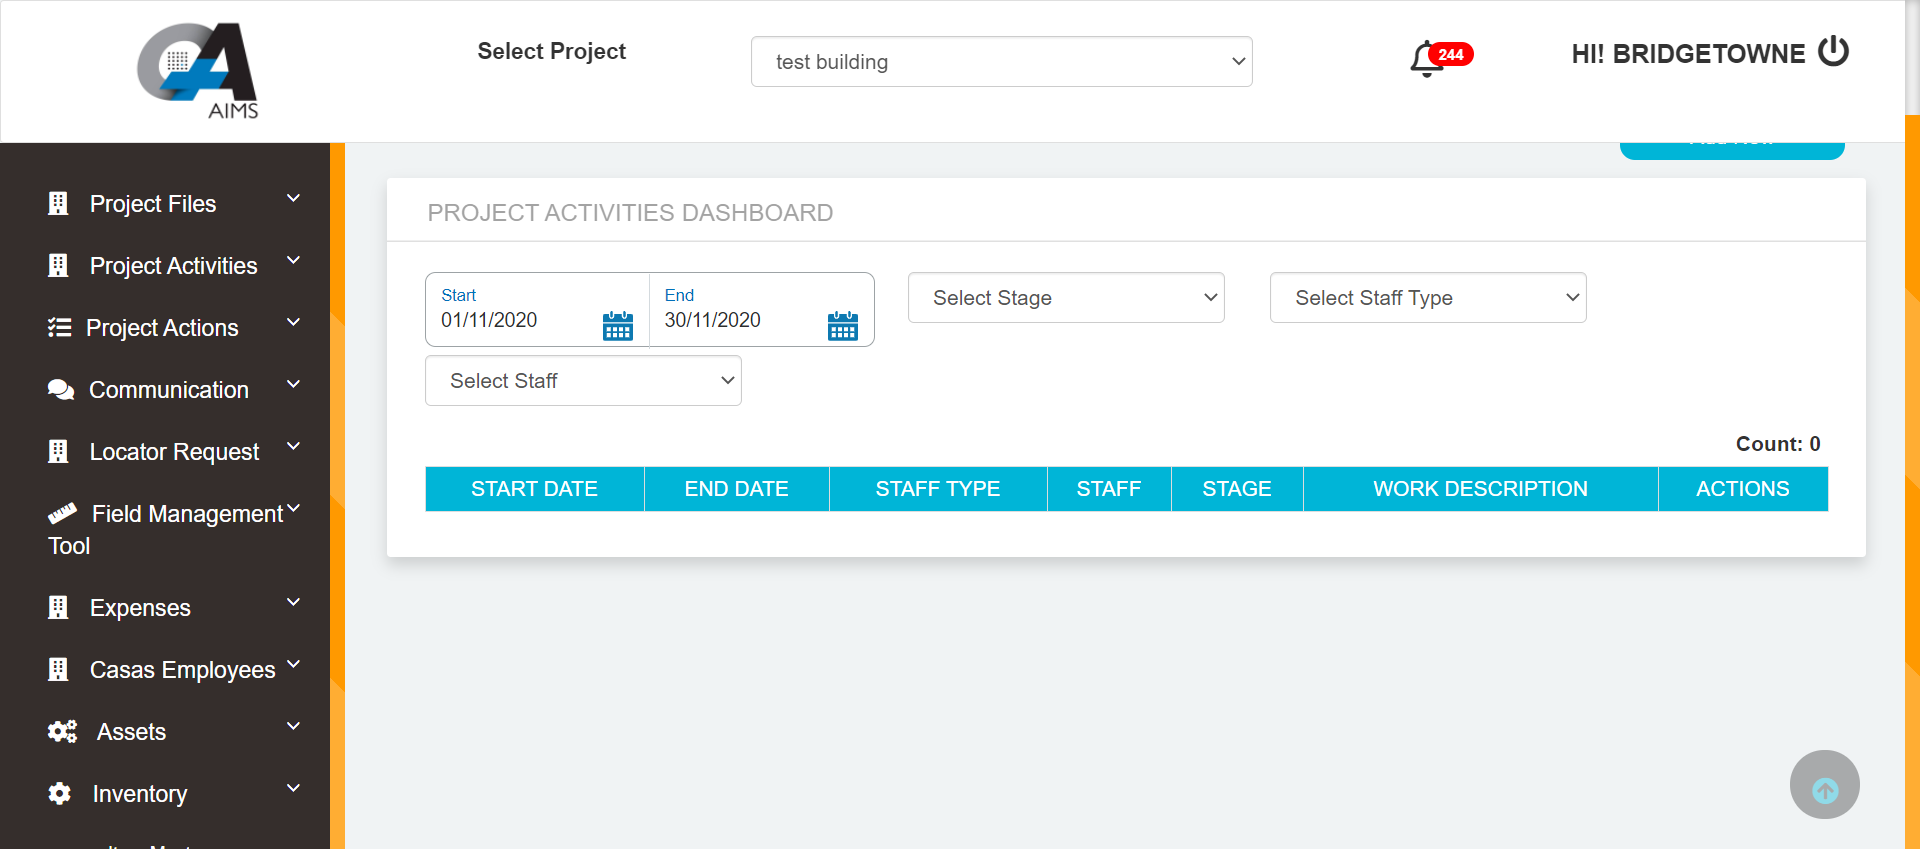 AIMS
Select Project
test building
244
HI! BRIDGETOWNE
Project Files
Project Activities
Project Actions
Communication
Locator Request
Field Management
Tool
Expenses
Casas Employees
Assets
Inventory
PROJECT ACTIVITIES DASHBOARD
Start
01/11/2020
End
30/11/2020
Select Stage
Select Staff Type
Select Staff
Count: 0
START DATE END DATE STAFF TYPE STAFF STAGE WORK DESCRIPTION ACTIONS